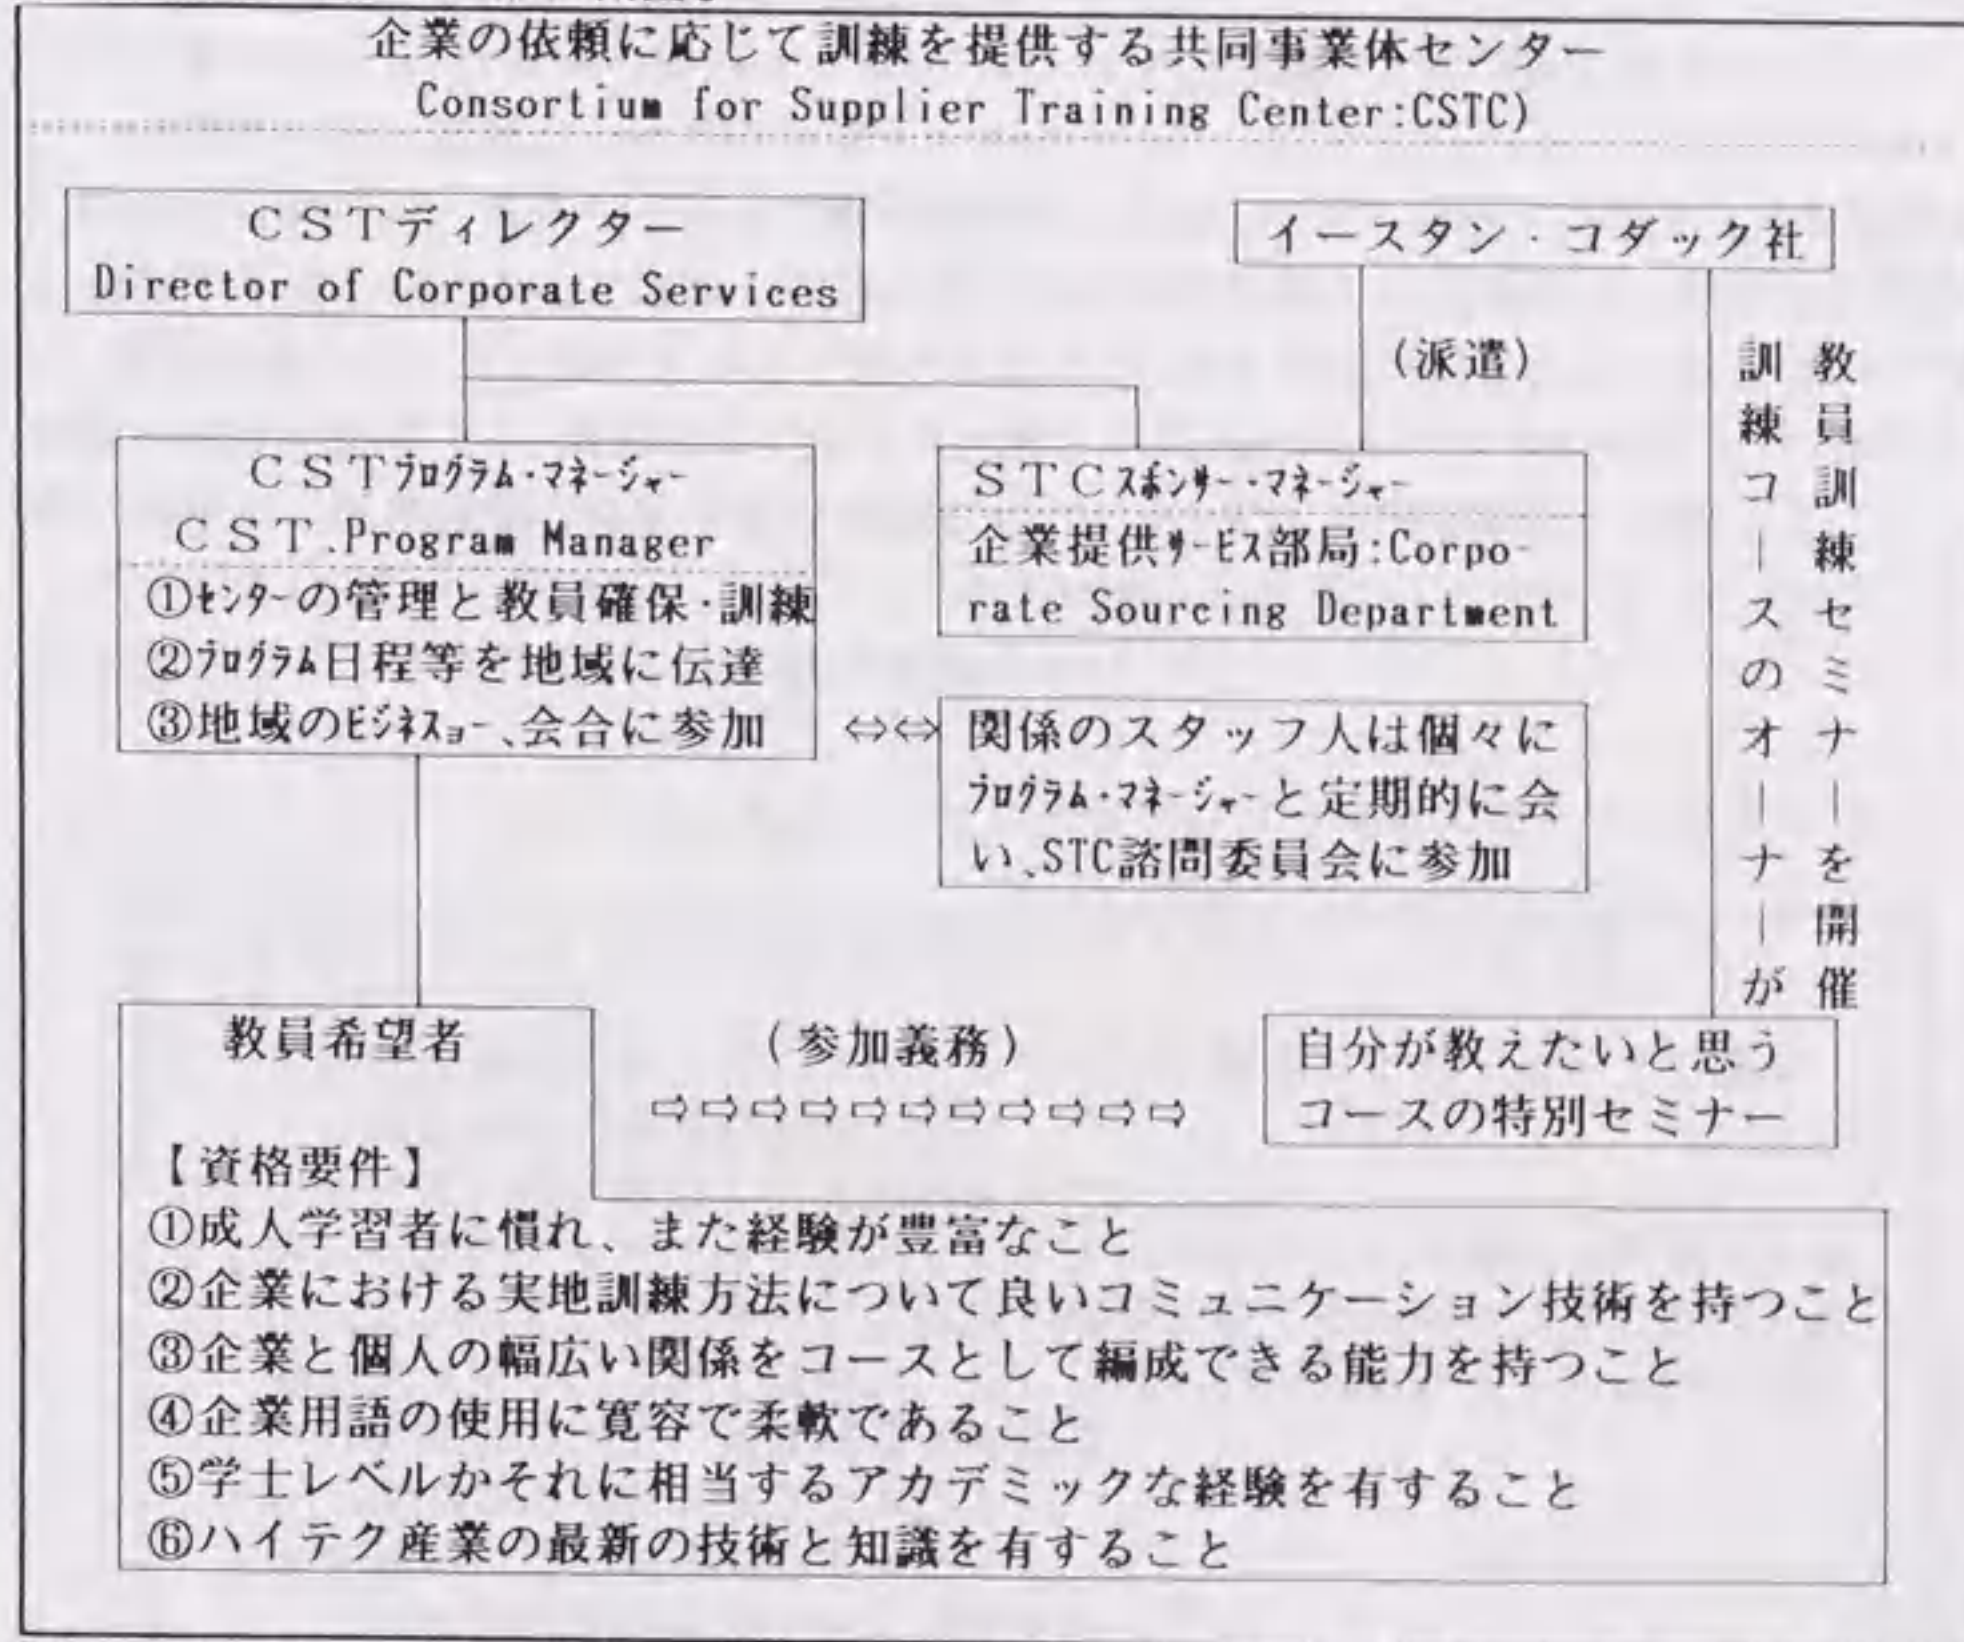 企業の依頼に応じて訓練を提供する共同事業体センター
Consortium for Supplier Training Center:CSTC)
CSTディレクター
Director of Corporate Services
イースタン・コダック社
(派遣)
訓練コースのオーナーが
教員訓練セミナーを開催
CSTプログラム・マネージャー
CST.Program Manager
①センターの管理と教員確保・訓練
②プログラム日程等を地域に伝達
③地域のビジネスョー、会合に参加
STCスポンサー・マネージャー
企業提供サービス部局:Corpo-
rate Sourcing Department
⇔⇔
関係のスタッフ人は個々に
プログラム・マネージャーと定期的に会
い、STC諮問委員会に参加
教員希望者
(参加義務)
⇨⇨⇨⇨⇨⇨⇨⇨⇨⇨⇨
自分が教えたいと思う
コースの特別セミナー
【資格要件】
①成人学習者に慣れ、また経験が豊富なこと
②企業における実地訓練方法について良いコミュニケーション技術を持つこと
③企業と個人の幅広い関係をコースとして編成できる能力を持つこと
④企業用語の使用に寛容で柔軟であること
⑤学士レベルかそれに相当するアカデミックな経験を有すること
⑥ハイテク産業の最新の技術と知識を有すること